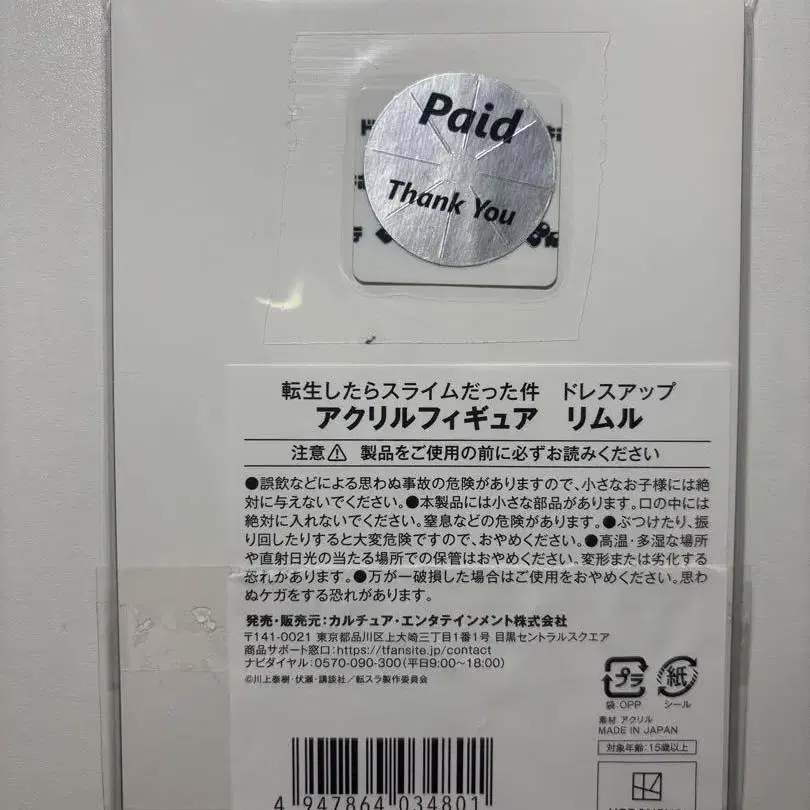 Paid
Thank You
転生したらスライムだった件　ドレスアップ
アクリルフィギュア　リムル
注意⚠ 製品をご使用の前に必ずお読みください
●誤飲などによる思わぬ事故の危険がありますので、小さなお子様には絶
対に与えないでください。●本製品には小さな部品があります。口の中には
絶対に入れないでください。窒息などの危険があります。●ぶつけたり、振
り回したりすると大変危険ですので、おやめください。●高温・多湿な場所
や直射日光の当たる場所での保管はおやめください。変形または劣化する
恐れがあります。●万が一破損した場合はご使用をおやめください。思わ
ぬケガをする恐れがあります。
発売・販売元:カルチュア・エンタテインメント株式会社
〒141-0021 東京都品川区上大崎三丁目1番1号 目黒セントラルスクエア
商品サポート窓口:https://tfansite.jp/contact
ナビダイヤル:0570-090-300(平日9:00~18:00)
©川上泰樹・伏瀬・講談社／転スラ製作委員会
プラ 紙
袋:OPP シール
素材 アクリル
MADE IN JAPAN
対象年齢:15歳以上
4 947864 034801